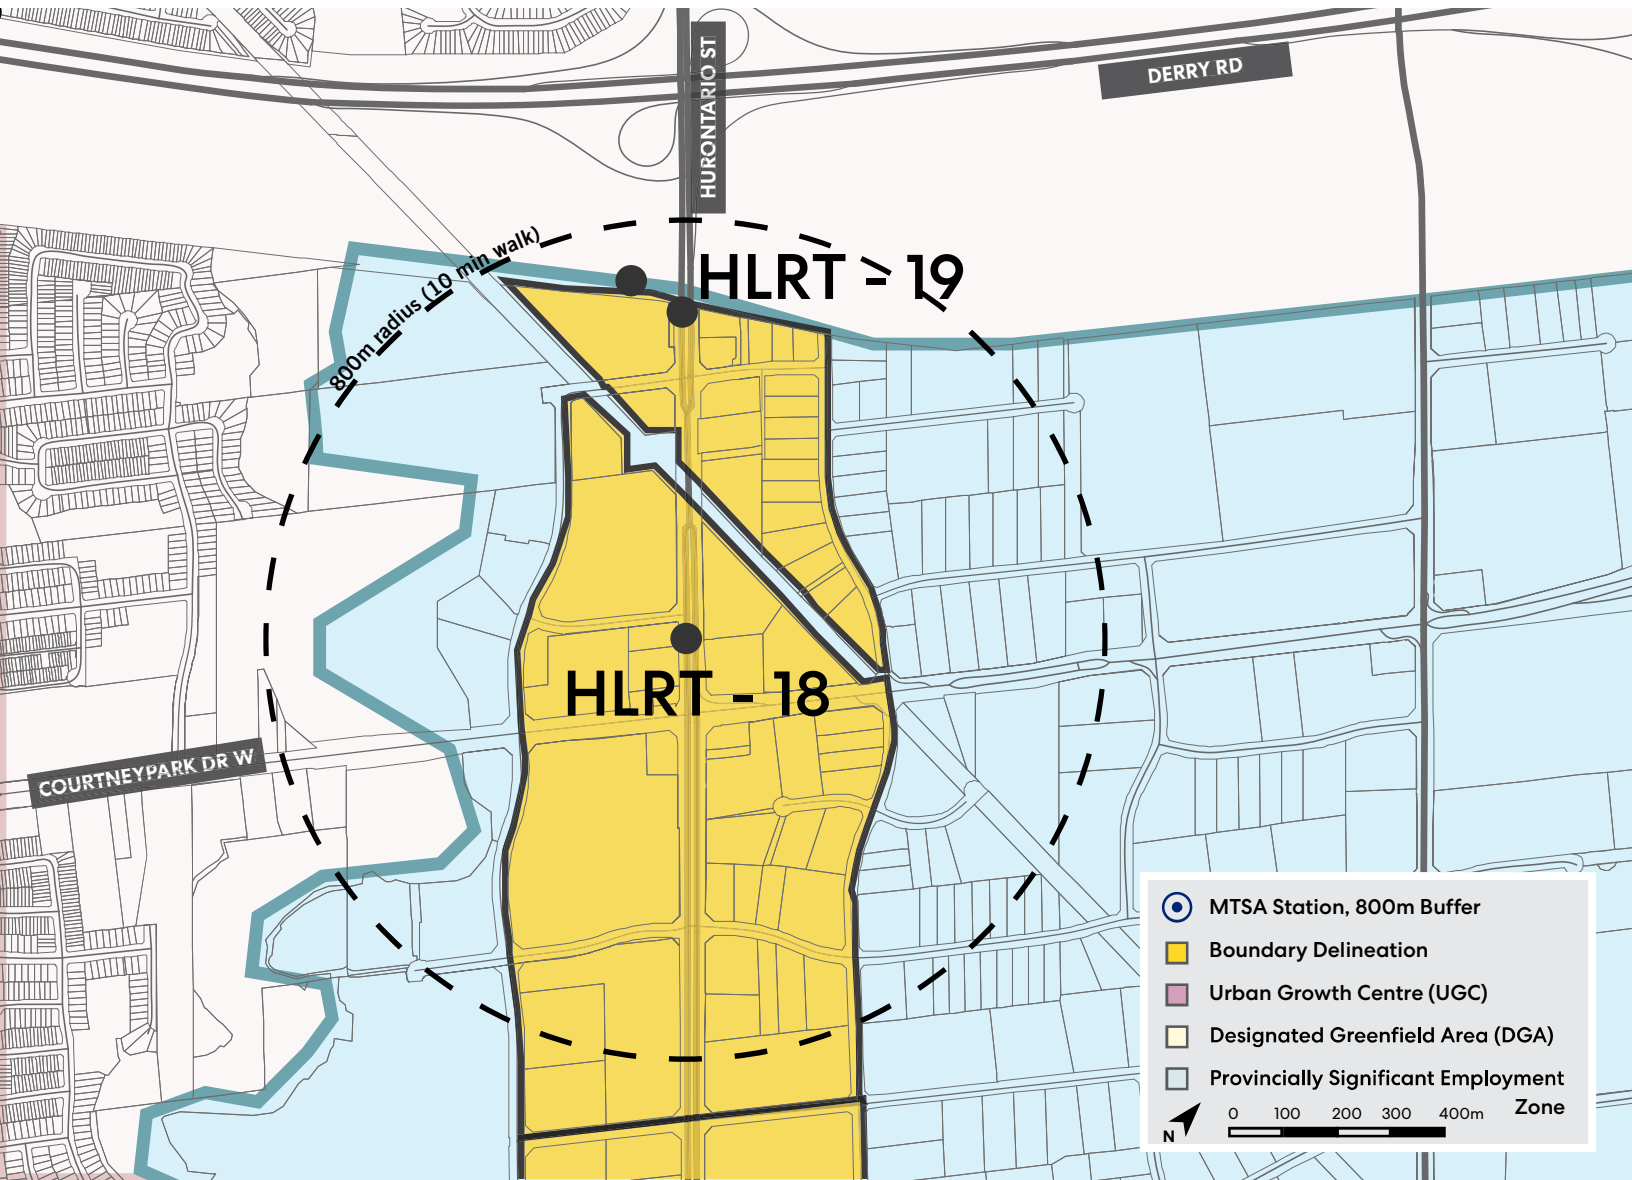 HURONTARIO ST
DERRY RD
800m radius (10 min walk)
HLRT - 19
HLRT - 18
COURTNEYPARK DR W
MTSA Station, 800m Buffer
Boundary Delineation
Urban Growth Centre (UGC)
Designated Greenfield Area (DGA)
Provincially Significant Employment
Zone
N
0 100 200 300 400m